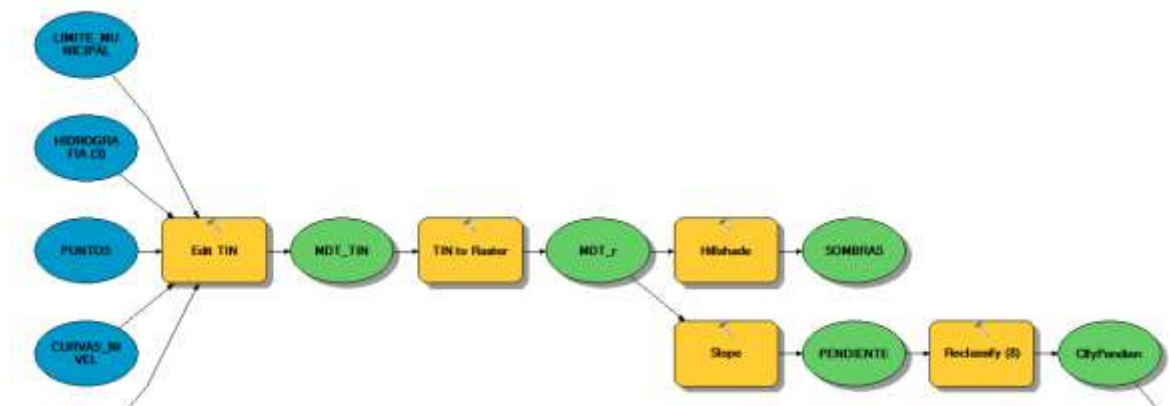 LIMITE_MU
NICIPAL
HIDROGRA
FIA (3)
PUNTOS
Edit TIN
MDT_TIN
TIN to Raster
MDT_r
Hillshade
SOMBRAS
CURVAS_NI
VEL
Slope
PENDIENTE
Reclassify (8)